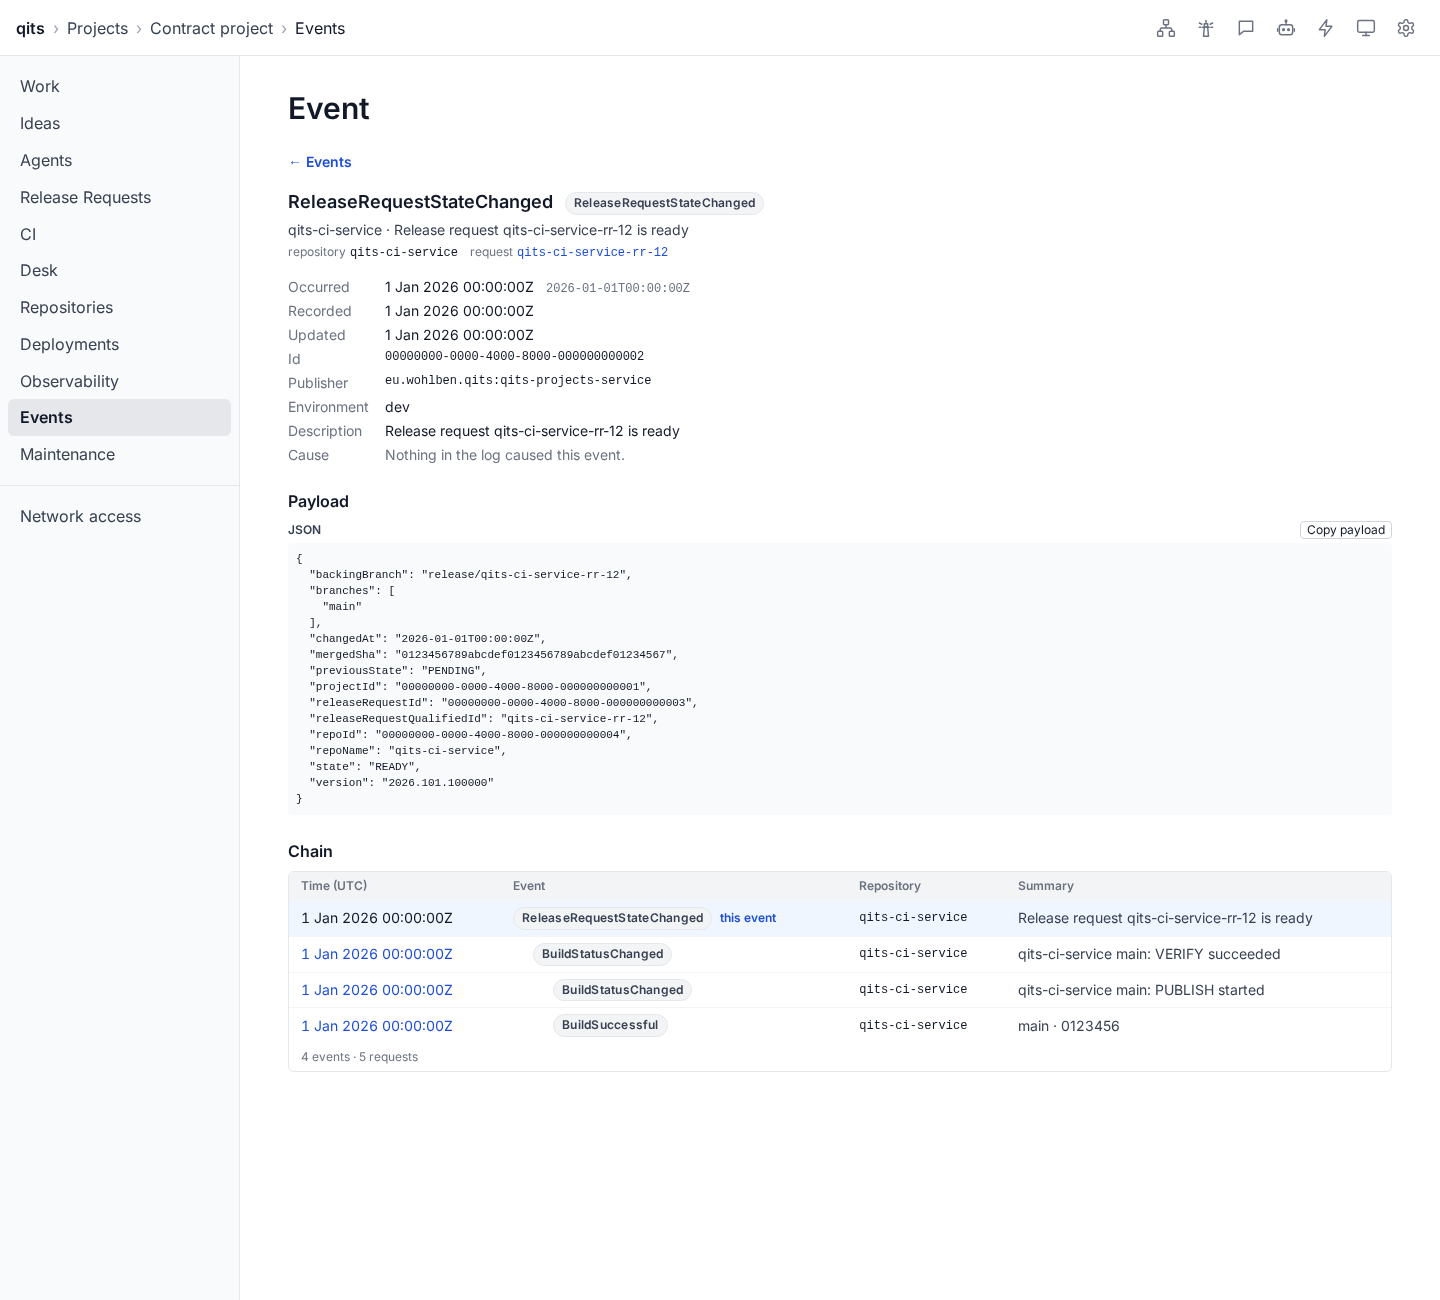 qits › Projects › Contract project › Events
Work
Ideas
Agents
Release Requests
CI
Desk
Repositories
Deployments
Observability
Events
Maintenance
Network access
Event
← Events
ReleaseRequestStateChanged ReleaseRequestStateChanged
qits-ci-service · Release request qits-ci-service-rr-12 is ready
repository qits-ci-service request qits-ci-service-rr-12
Occurred 1 Jan 2026 00:00:00Z 2026-01-01T00:00:00Z
Recorded 1 Jan 2026 00:00:00Z
Updated 1 Jan 2026 00:00:00Z
Id 00000000-0000-4000-8000-000000000002
Publisher eu.wohlben.qits:qits-projects-service
Environment dev
Description Release request qits-ci-service-rr-12 is ready
Cause Nothing in the log caused this event.
Payload
JSON Copy payload
{
  "backingBranch": "release/qits-ci-service-rr-12",
  "branches": [
    "main"
  ],
  "changedAt": "2026-01-01T00:00:00Z",
  "mergedSha": "0123456789abcdef0123456789abcdef01234567",
  "previousState": "PENDING",
  "projectId": "00000000-0000-4000-8000-000000000001",
  "releaseRequestId": "00000000-0000-4000-8000-000000000003",
  "releaseRequestQualifiedId": "qits-ci-service-rr-12",
  "repoId": "00000000-0000-4000-8000-000000000004",
  "repoName": "qits-ci-service",
  "state": "READY",
  "version": "2026.101.100000"
}
Chain
Time (UTC) Event Repository Summary
1 Jan 2026 00:00:00Z ReleaseRequestStateChanged this event qits-ci-service Release request qits-ci-service-rr-12 is ready
1 Jan 2026 00:00:00Z BuildStatusChanged qits-ci-service qits-ci-service main: VERIFY succeeded
1 Jan 2026 00:00:00Z BuildStatusChanged qits-ci-service qits-ci-service main: PUBLISH started
1 Jan 2026 00:00:00Z BuildSuccessful qits-ci-service main · 0123456
4 events · 5 requests